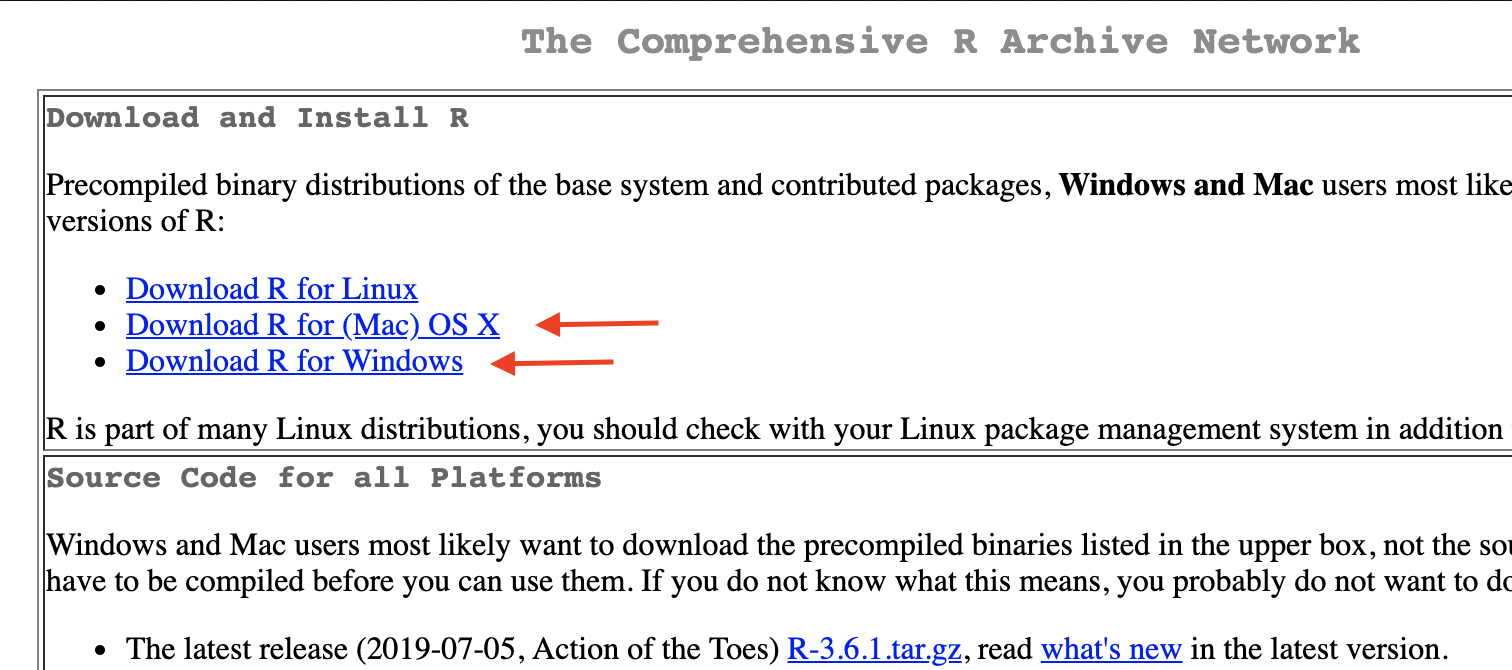 The Comprehensive R Archive Network
Download and Install R
Precompiled binary distributions of the base system and contributed packages, Windows and Mac users most like
versions of R:
Download R for Linux
Download R for (Mac) OS X
Download R for Windows
R is part of many Linux distributions, you should check with your Linux package management system in addition
Source Code for all Platforms
Windows and Mac users most likely want to download the precompiled binaries listed in the upper box, not the sou
have to be compiled before you can use them. If you do not know what this means, you probably do not want to do
The latest release (2019-07-05, Action of the Toes) R-3.6.1.tar.gz, read what's new in the latest version.